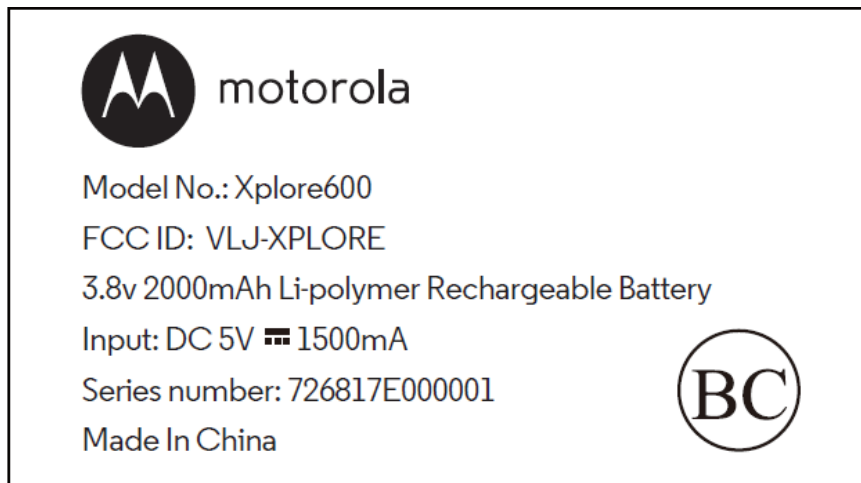 motorola
Model No.: Xplore600
FCC ID: VLJ-XPLORE
3.8v 2000mAh Li-polymer Rechargeable Battery
Input: DC 5V ⎓ 1500mA
Series number: 726817E000001
Made In China
BC